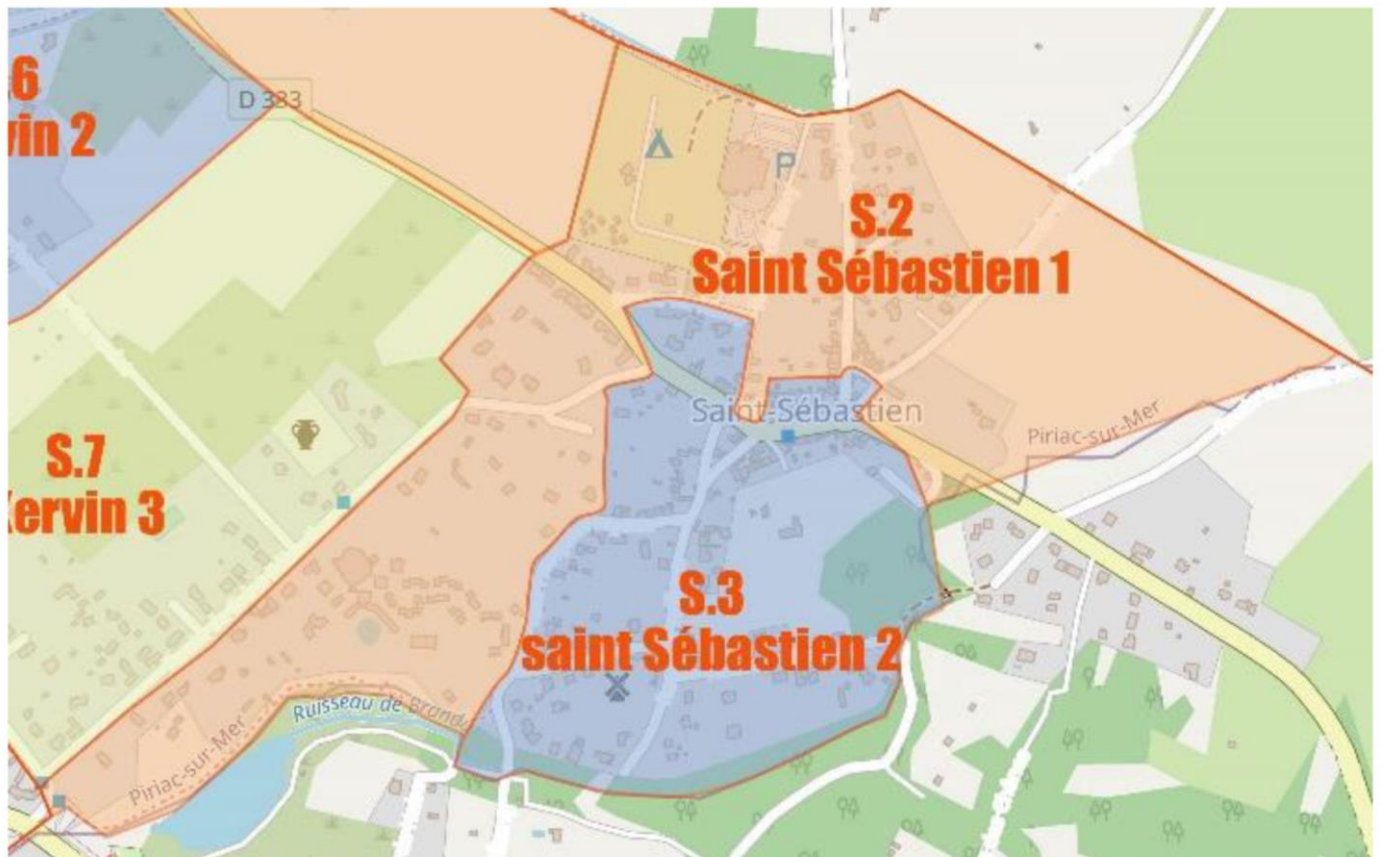 .6
vin 2
D 333
P
S.2
Saint Sébastien 1
Saint-Sébastien
Piriac-sur-Mer
S.7
Kervin 3
S.3
saint Sébastien 2
Ruisseau de Brand
Piriac-sur-Mer